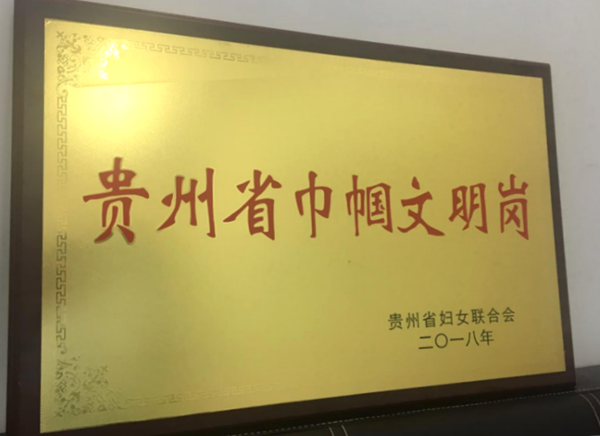 贵州省巾帼文明岗
贵州省妇女联合会
二〇一八年